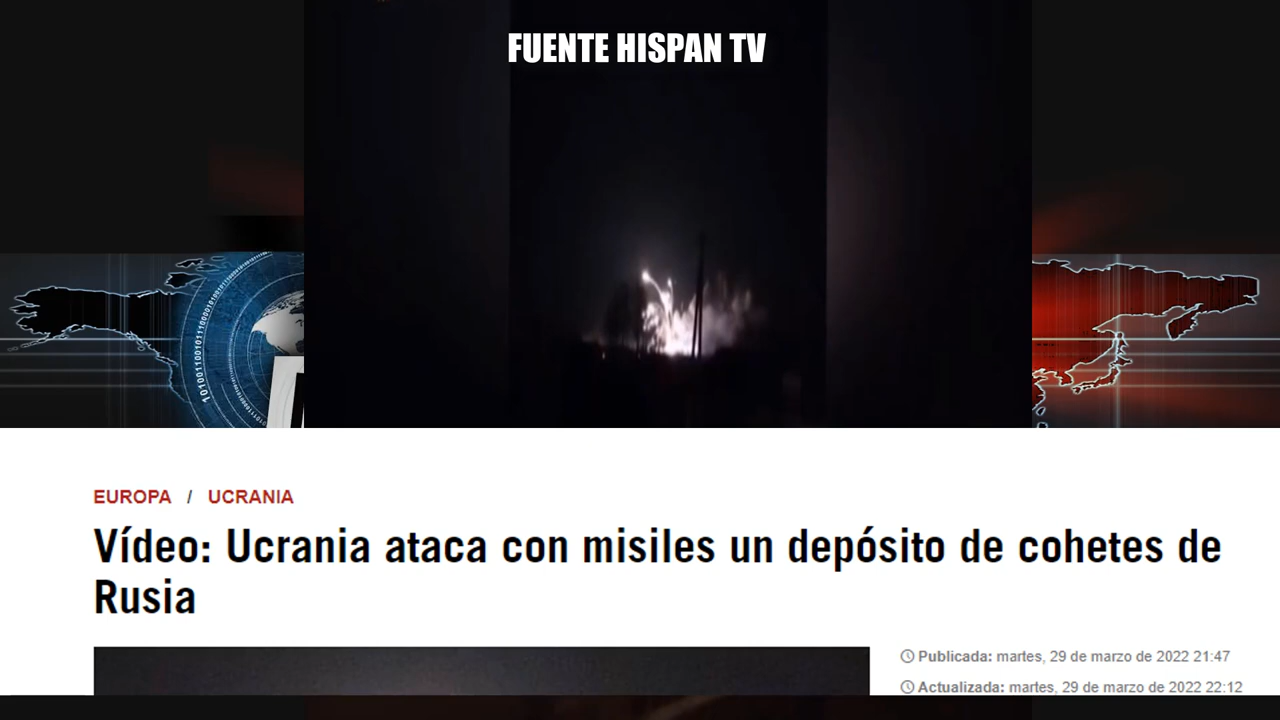 FUENTE HISPAN TV
EUROPA / UCRANIA
Vídeo: Ucrania ataca con misiles un depósito de cohetes de
Rusia
Publicada: martes, 29 de marzo de 2022 21:47
Actualizada: martes, 29 de marzo de 2022 22:12